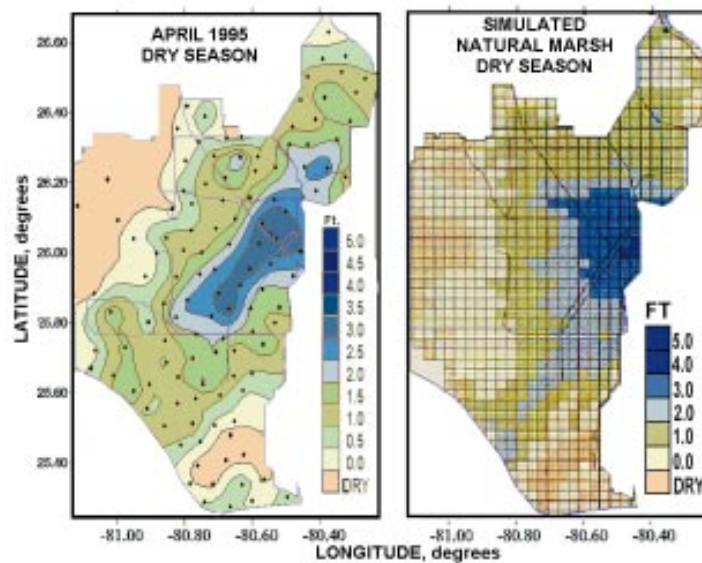 APRIL 1995
DRY SEASON
SIMULATED
NATURAL MARSH
DRY SEASON
LATITUDE, degrees
26.60
26.40
26.20
26.00
25.80
25.60
25.40
Ft.
5.0
4.5
4.0
3.5
3.0
2.5
2.0
1.5
1.0
0.5
0.0
DRY
FT
5.0
4.0
3.0
2.0
1.0
0.0
DRY
-81.00 -80.80 -80.60 -80.40
-81.00 -80.80 -80.60 -80.40
LONGITUDE, degrees